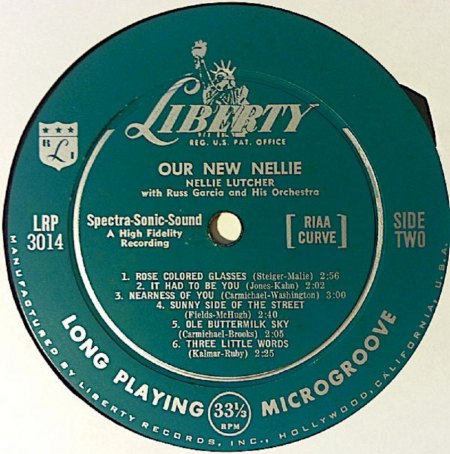 LIBERTY
REG. U.S. PAT. OFFICE
OUR NEW NELLIE
NELLIE LUTCHER
with Russ Garcia and His Orchestra
LRP
3014
Spectra-Sonic-Sound
A High Fidelity
Recording
RIAA
CURVE
SIDE
TWO
1. ROSE COLORED GLASSES (Steiger-Malie) 2:56
2. IT HAD TO BE YOU (Jones-Kahn) 2:02
3. NEARNESS OF YOU (Carmichael-Washington) 3:00
4. SUNNY SIDE OF THE STREET
(Fields-McHugh) 2:40
5. OLE BUTTERMILK SKY
(Carmichael-Brooks) 2:05
6. THREE LITTLE WORDS
(Kalmar-Ruby) 2:25
LONG PLAYING 33⅓ RPM MICROGROOVE
MANUFACTURED BY LIBERTY RECORDS, INC., HOLLYWOOD, CALIFORNIA, U.S.A.